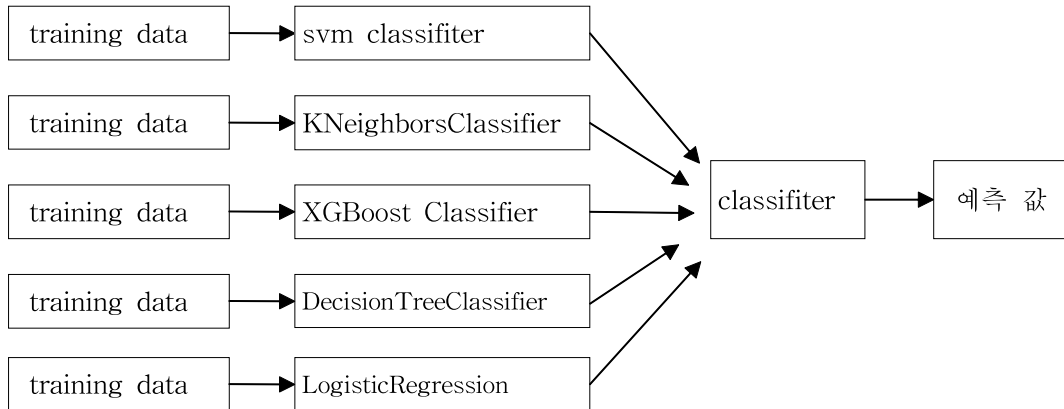 training data
svm classifiter
training data
KNeighborsClassifier
training data
XGBoost Classifier
training data
DecisionTreeClassifier
training data
LogisticRegression
classifiter
예측 값